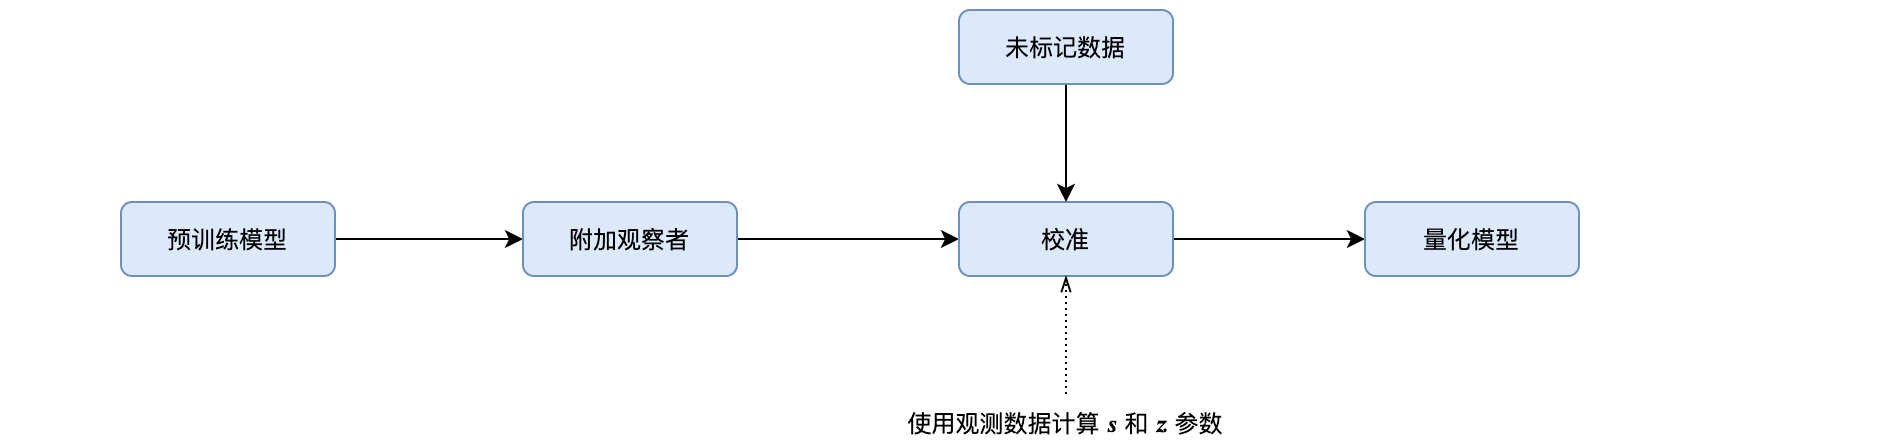 未标记数据
预训练模型
附加观察者
校准
量化模型
使用观测数据计算 s 和 z 参数